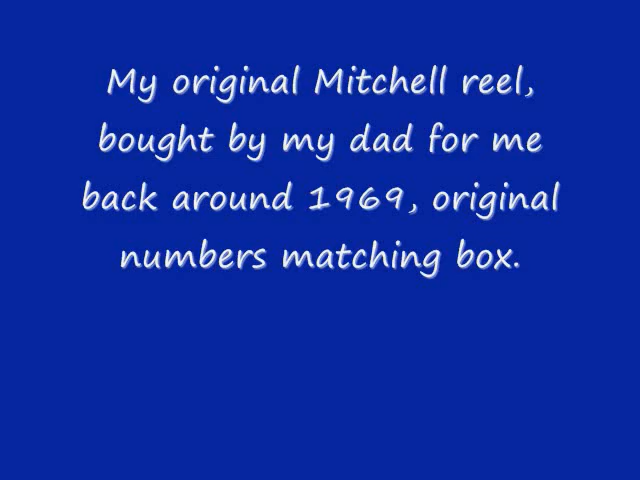 My original Mitchell reel,
bought by my dad for me
back around 1969, original
numbers matching box.